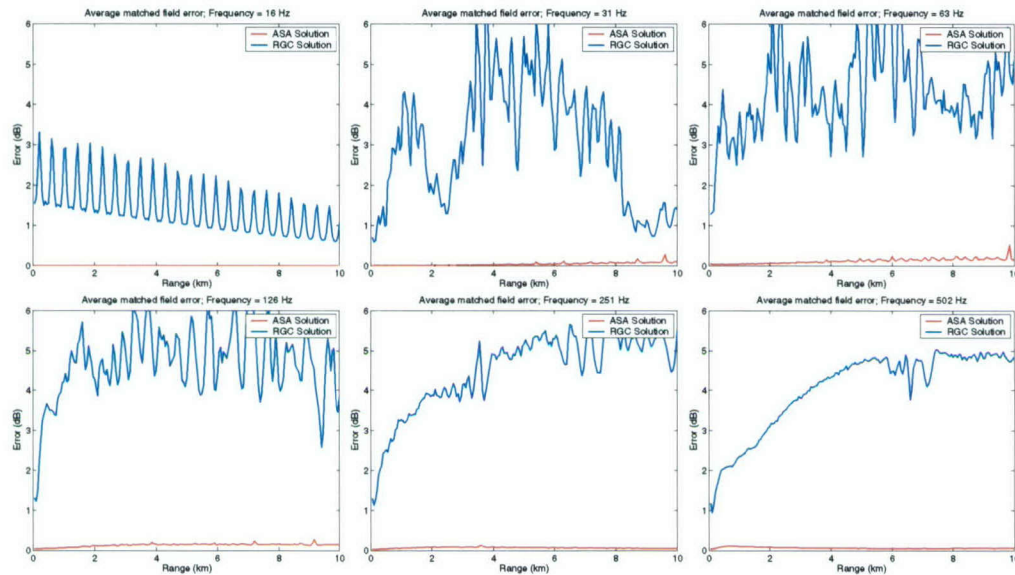 Average matched field error; Frequency = 16 Hz
ASA Solution
RGC Solution
Error (dB)
6
5
4
3
2
1
0
0 2 4 6 8 10
Range (km)
Average matched field error; Frequency = 31 Hz
ASA Solution
RGC Solution
Error (dB)
6
5
4
3
2
1
0
0 2 4 6 8 10
Range (km)
Average matched field error; Frequency = 63 Hz
ASA Solution
RGC Solution
Error (dB)
6
5
4
3
2
1
0
0 2 4 6 8 10
Range (km)
Average matched field error; Frequency = 126 Hz
ASA Solution
RGC Solution
Error (dB)
6
5
4
3
2
1
0
0 2 4 6 8 10
Range (km)
Average matched field error; Frequency = 251 Hz
ASA Solution
RGC Solution
Error (dB)
6
5
4
3
2
1
0
0 2 4 6 8 10
Range (km)
Average matched field error; Frequency = 502 Hz
ASA Solution
RGC Solution
Error (dB)
6
5
4
3
2
1
0
0 2 4 6 8 10
Range (km)